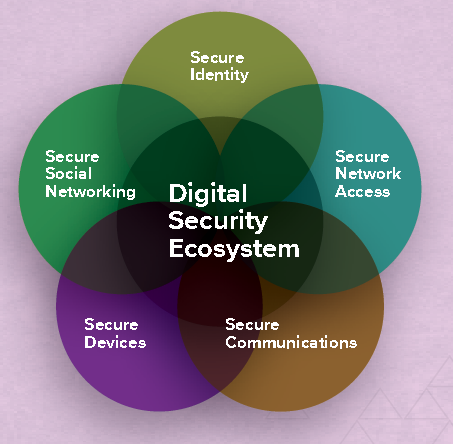 Secure
Identity
Secure
Social
Networking
Secure
Network
Access
Digital
Security
Ecosystem
Secure
Devices
Secure
Communications